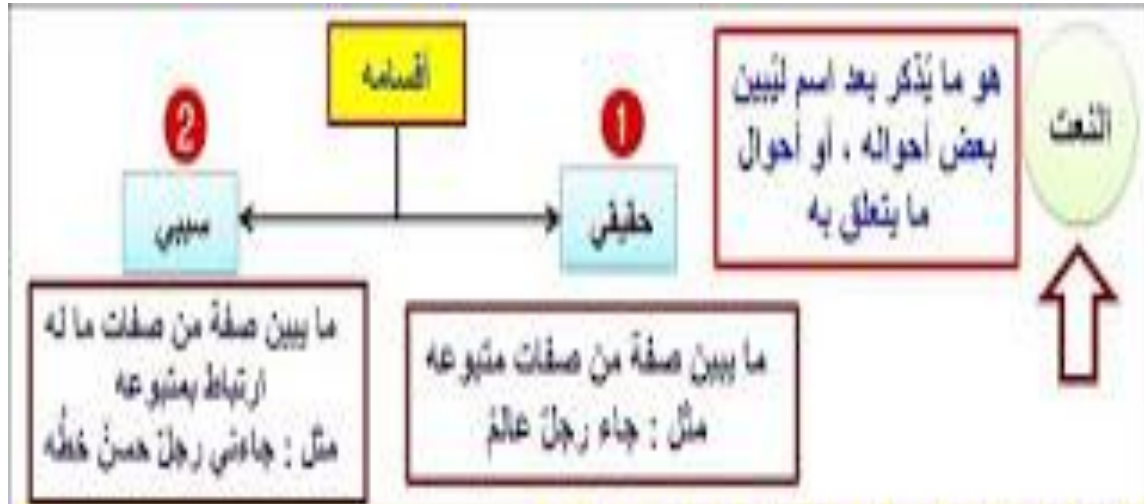 النعت
هو ما يُذكر بعد اسم ليُبين
بعض أحواله ، أو أحوال
ما يتعلق به
أقسامه
1
حقيقي
ما يبين صفة من صفات متبوعه
مثل : جاء رجلٌ عالمٌ
2
سببي
ما يبين صفة من صفات ما له
ارتباط بمتبوعه
مثل : جاءني رجلٌ حسنٌ خطُّه